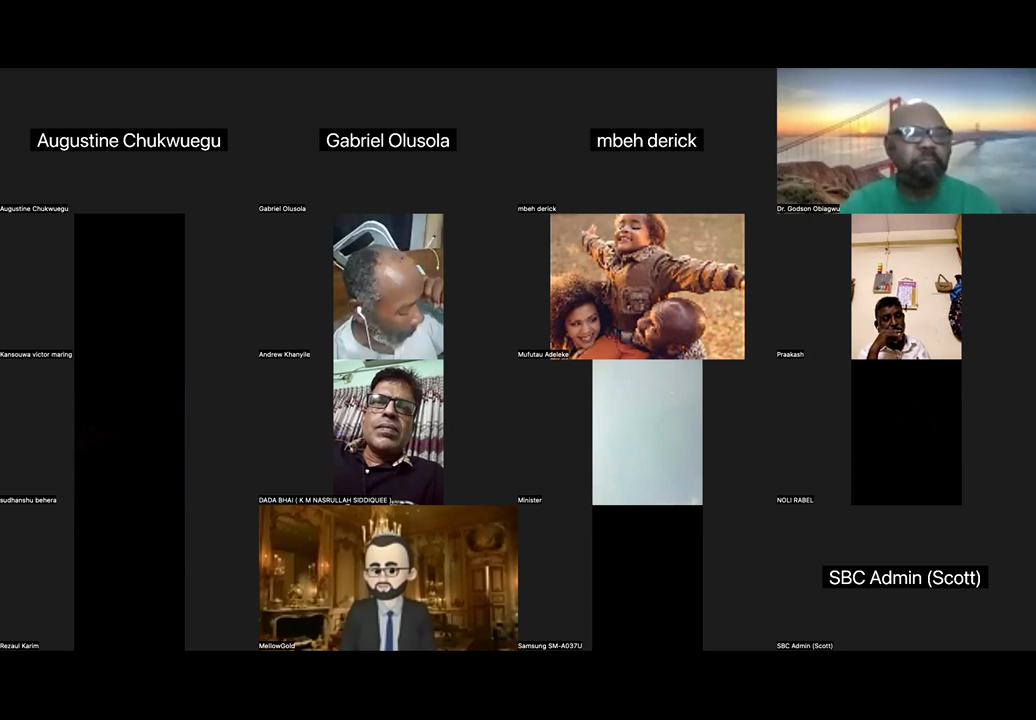 Augustine Chukwuegu
Gabriel Olusola
mbeh derick
Augustine Chukwuegu
Gabriel Olusola
mbeh derick
Dr. Godson Obiagwu
Kansouwa victor maring
Andrew Khanyile
Mufutau Adeleke
Praakash
sudhanshu behera
DADA BHAI ( K M NASRULLAH SIDDIQUEE )
Minister
NOLI RABEL
SBC Admin (Scott)
Rezaul Karim
MellowGold
Samsung SM-A037U
SBC Admin (Scott)